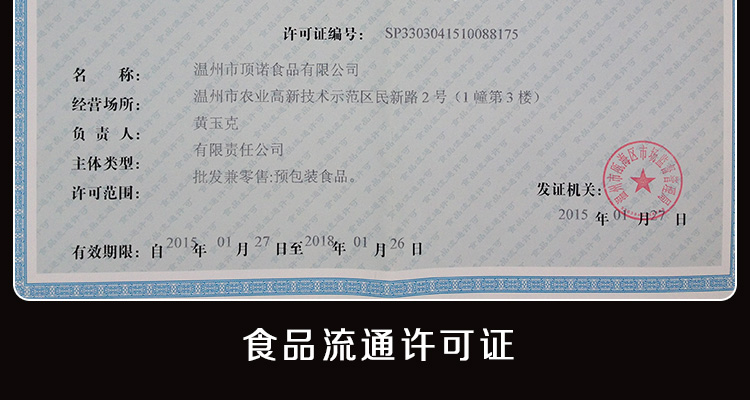 许可证编号： SP3303041510088175
名　称： 温州市顶诺食品有限公司
经营场所： 温州市农业高新技术示范区民新路2号（1幢第3楼）
负 责 人： 黄玉克
主体类型： 有限责任公司
许可范围： 批发兼零售:预包装食品。
发证机关：
温州市瓯海区市场监督管理局
2015 年 01 月 27 日
有效期限：自 2015 年 01 月 27 日至 2018 年 01 月 26 日
食品流通许可证